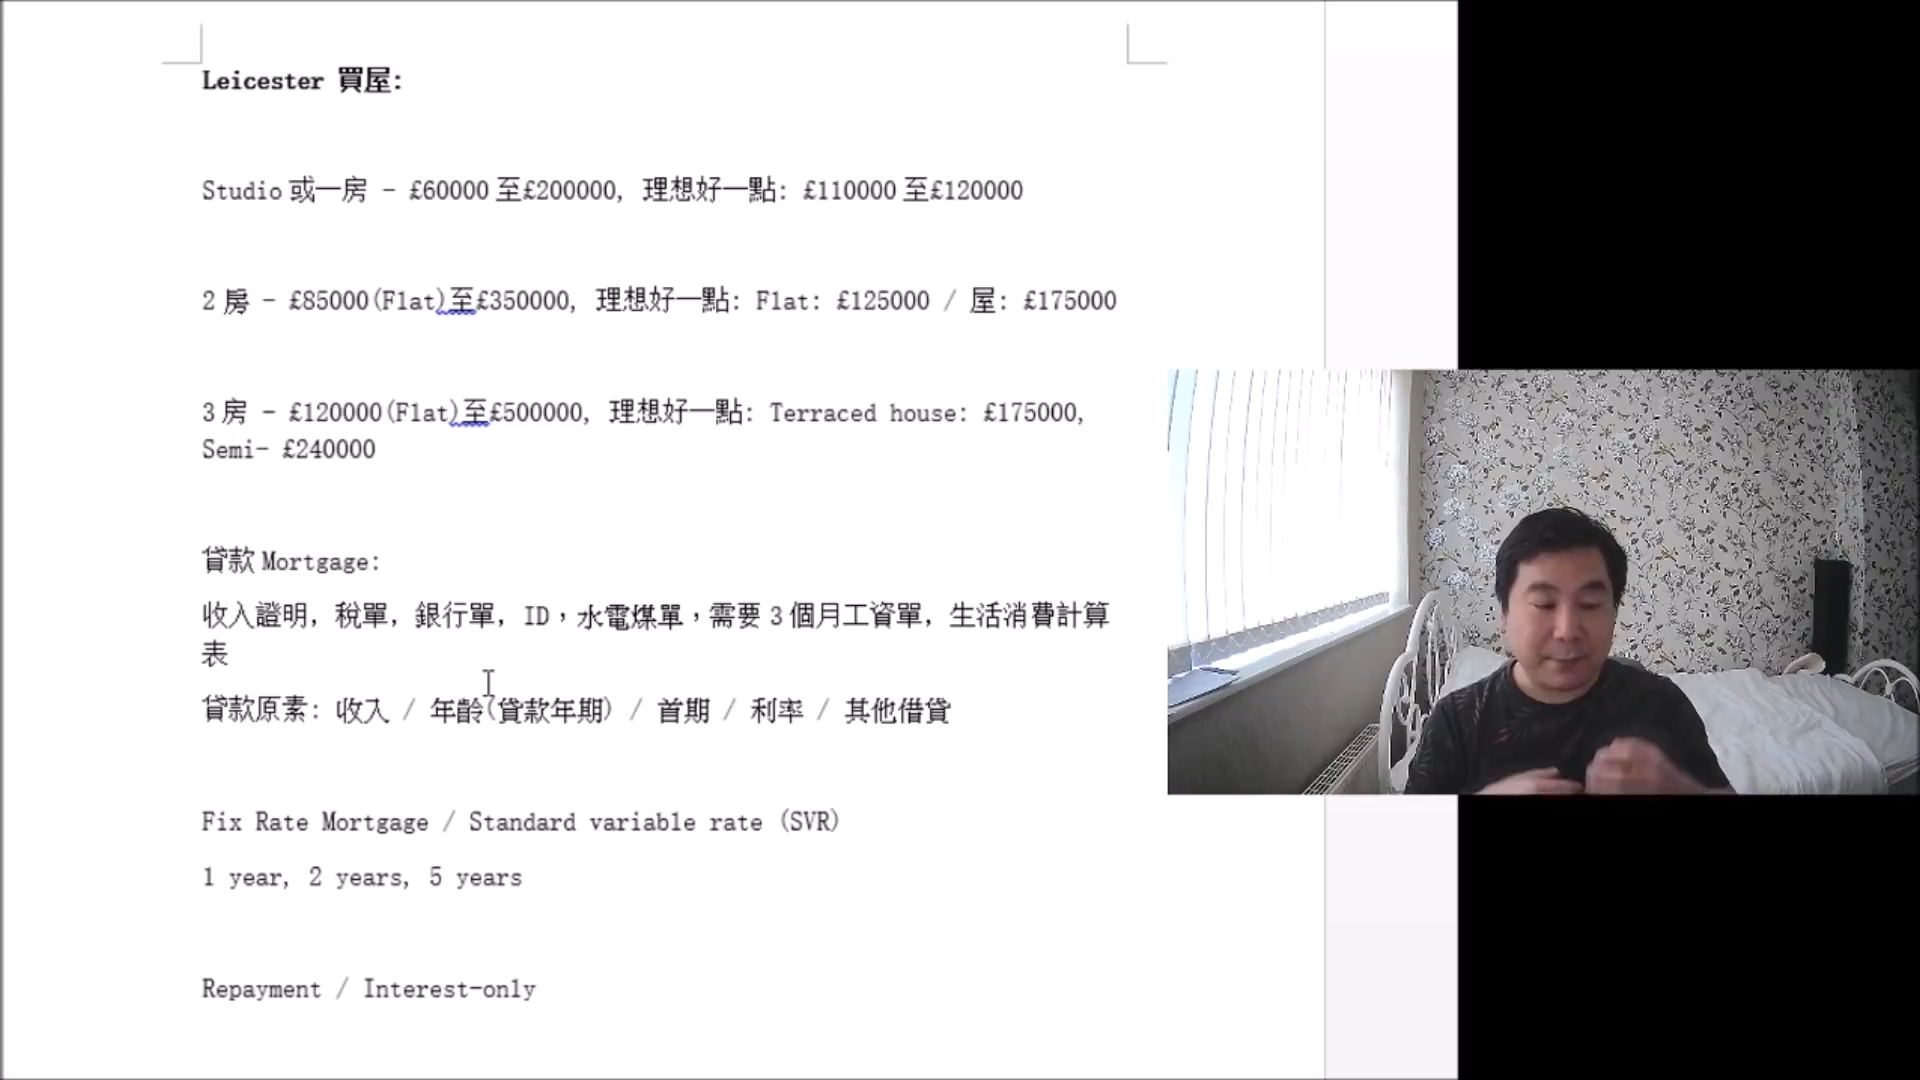 Leicester 買屋:
Studio 或一房 - £60000 至£200000, 理想好一點: £110000 至£120000
2 房 - £85000(Flat)至£350000, 理想好一點: Flat: £125000 / 屋: £175000
3 房 - £120000(Flat)至£500000, 理想好一點: Terraced house: £175000,
Semi- £240000
貸款 Mortgage:
收入證明, 稅單, 銀行單, ID，水電煤單，需要 3 個月工資單, 生活消費計算
表
貸款原素: 收入 / 年齡(貸款年期) / 首期 / 利率 / 其他借貸
Fix Rate Mortgage / Standard variable rate (SVR)
1 year, 2 years, 5 years
Repayment / Interest-only